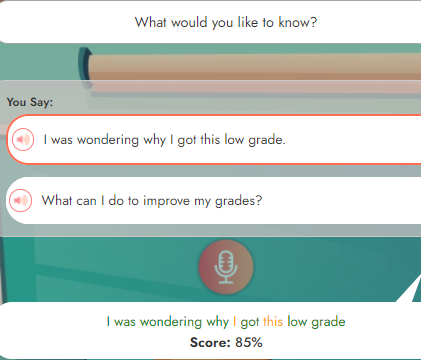 What would you like to know?
You Say:
I was wondering why I got this low grade.
What can I do to improve my grades?
I was wondering why I got this low grade
Score: 85%